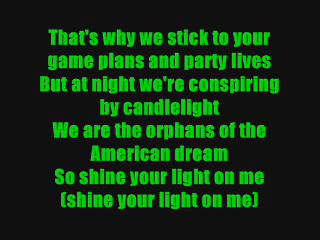 That's why we stick to your
game plans and party lives
But at night we're conspiring
by candlelight
We are the orphans of the
American dream
So shine your light on me
(shine your light on me)